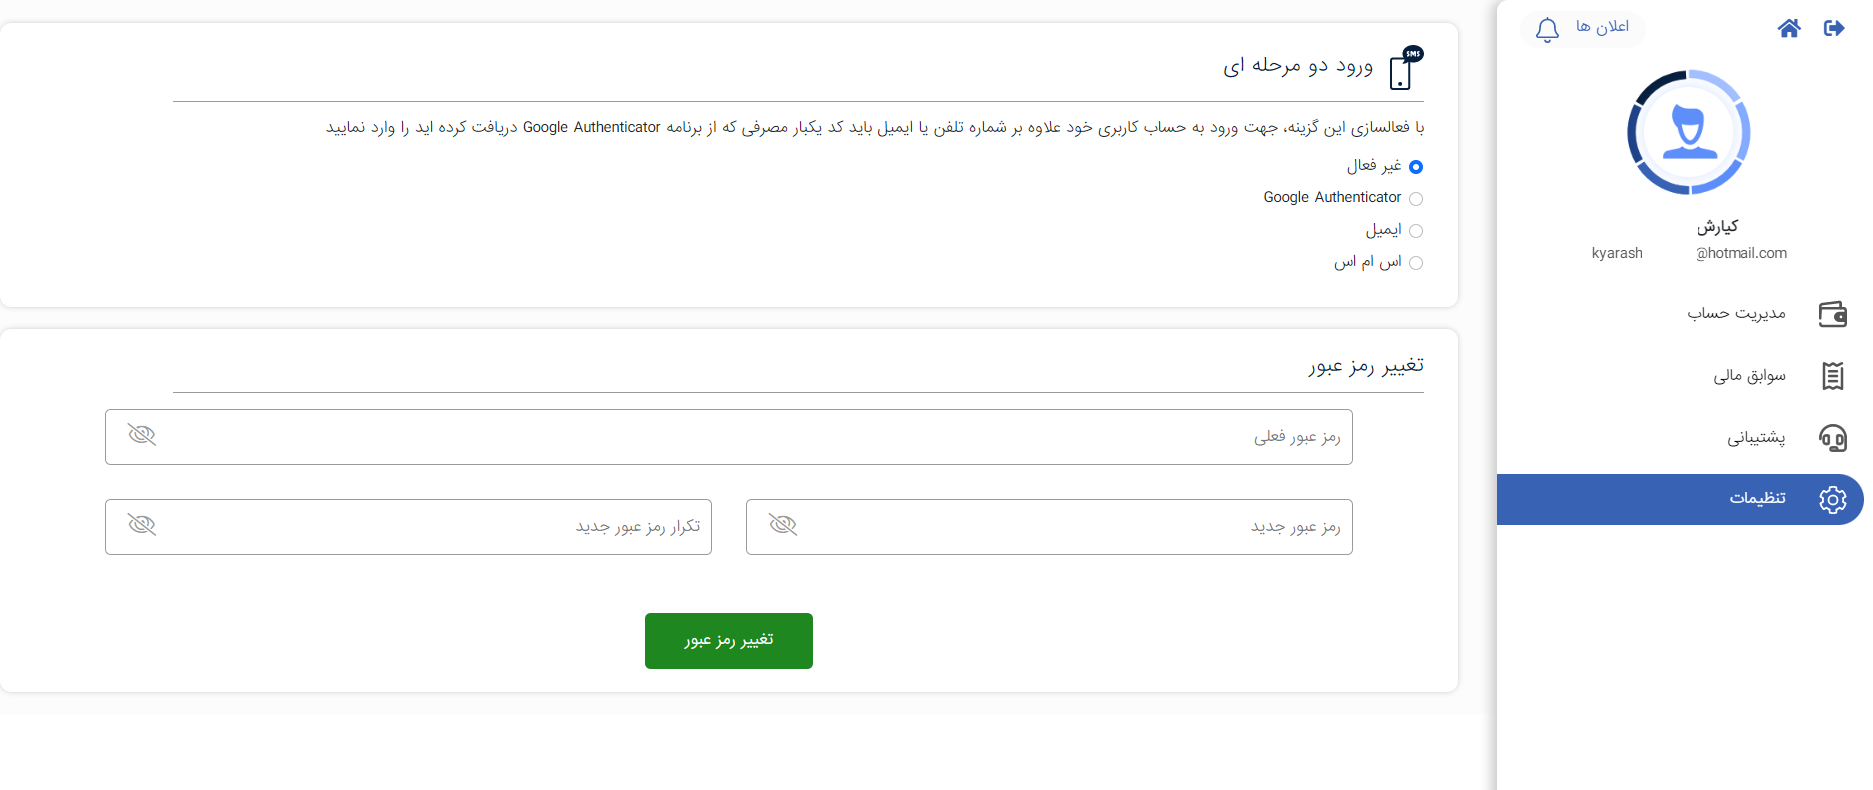 اعلان ها
کیارش
kyarash @hotmail.com
مدیریت حساب
سوابق مالی
پشتیبانی
تنظیمات
SMS
ورود دو مرحله ای
با فعالسازی این گزینه، جهت ورود به حساب کاربری خود علاوه بر شماره تلفن یا ایمیل باید کد یکبار مصرفی که از برنامه Google Authenticator دریافت کرده اید را وارد نمایید
غیر فعال
Google Authenticator
ایمیل
اس ام اس
تغییر رمز عبور
رمز عبور فعلی
رمز عبور جدید
تکرار رمز عبور جدید
تغییر رمز عبور